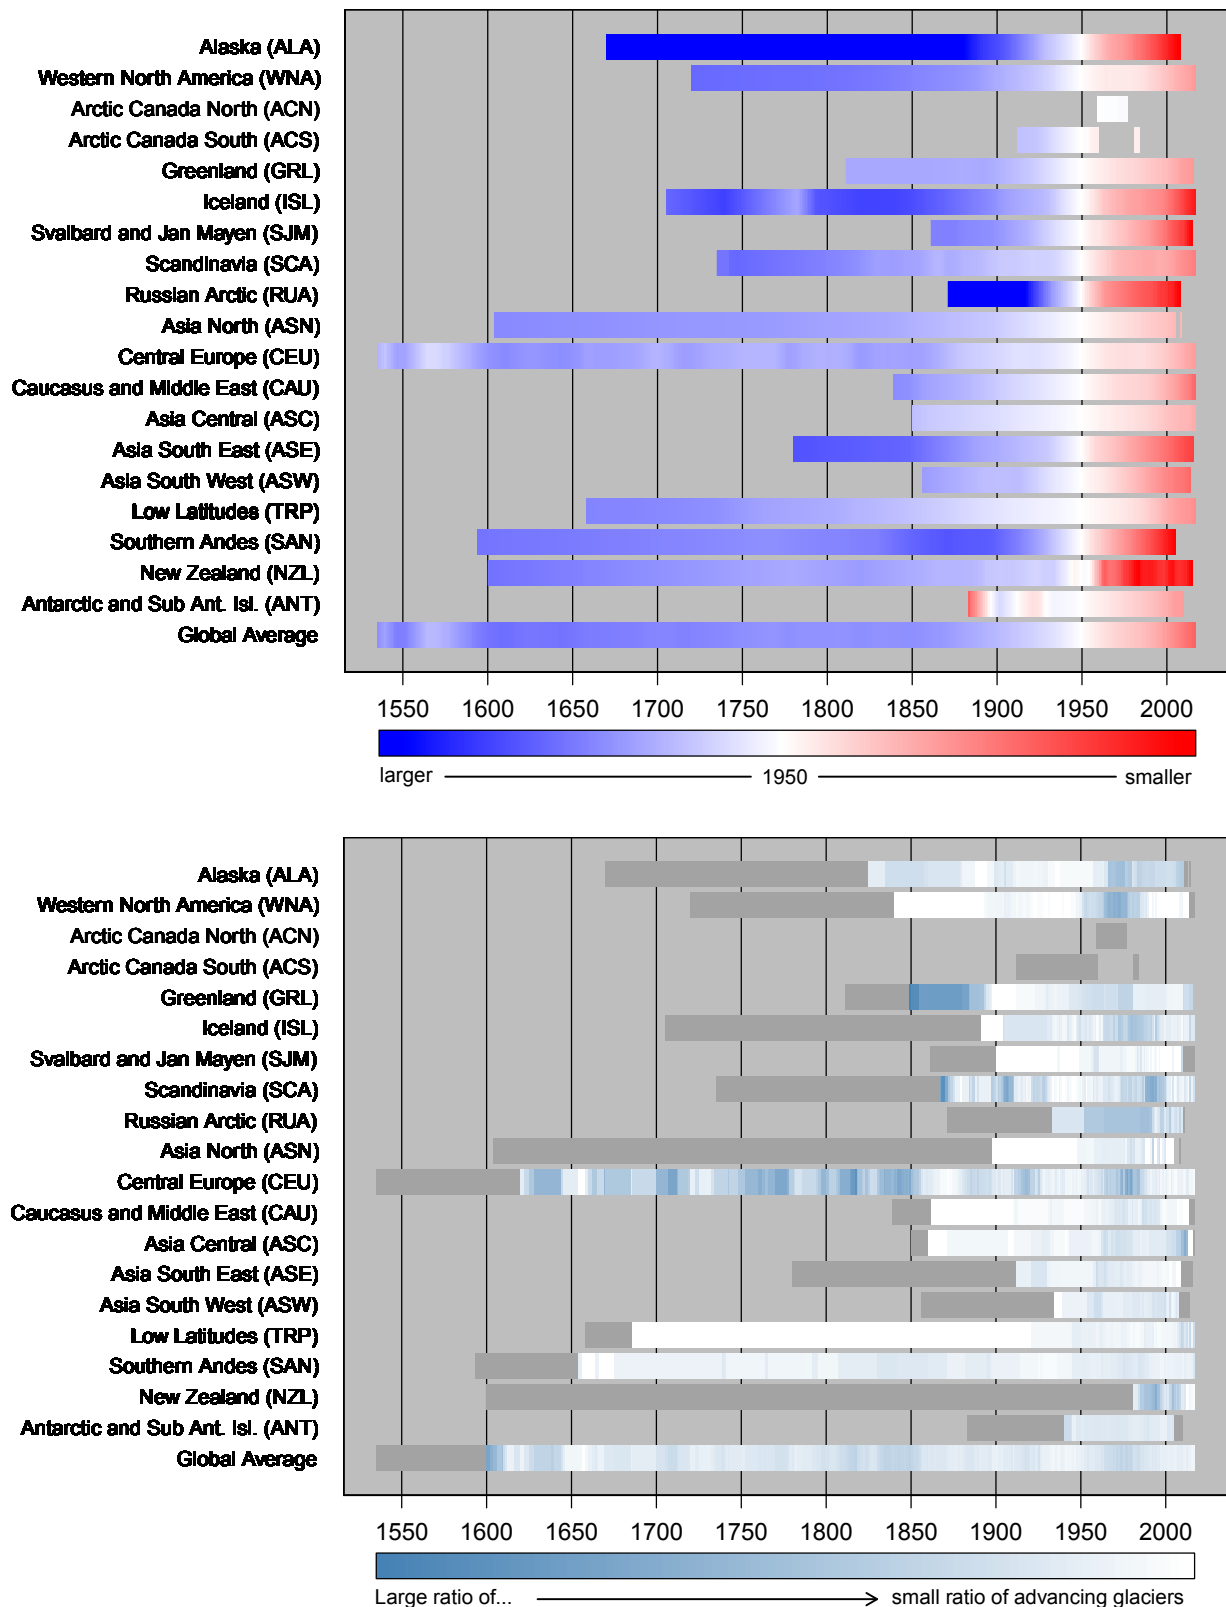 Alaska (ALA)
Western North America (WNA)
Arctic Canada North (ACN)
Arctic Canada South (ACS)
Greenland (GRL)
Iceland (ISL)
Svalbard and Jan Mayen (SJM)
Scandinavia (SCA)
Russian Arctic (RUA)
Asia North (ASN)
Central Europe (CEU)
Caucasus and Middle East (CAU)
Asia Central (ASC)
Asia South East (ASE)
Asia South West (ASW)
Low Latitudes (TRP)
Southern Andes (SAN)
New Zealand (NZL)
Antarctic and Sub Ant. Isl. (ANT)
Global Average
1550 1600 1650 1700 1750 1800 1850 1900 1950 2000
larger 1950 smaller
Alaska (ALA)
Western North America (WNA)
Arctic Canada North (ACN)
Arctic Canada South (ACS)
Greenland (GRL)
Iceland (ISL)
Svalbard and Jan Mayen (SJM)
Scandinavia (SCA)
Russian Arctic (RUA)
Asia North (ASN)
Central Europe (CEU)
Caucasus and Middle East (CAU)
Asia Central (ASC)
Asia South East (ASE)
Asia South West (ASW)
Low Latitudes (TRP)
Southern Andes (SAN)
New Zealand (NZL)
Antarctic and Sub Ant. Isl. (ANT)
Global Average
1550 1600 1650 1700 1750 1800 1850 1900 1950 2000
Large ratio of... small ratio of advancing glaciers